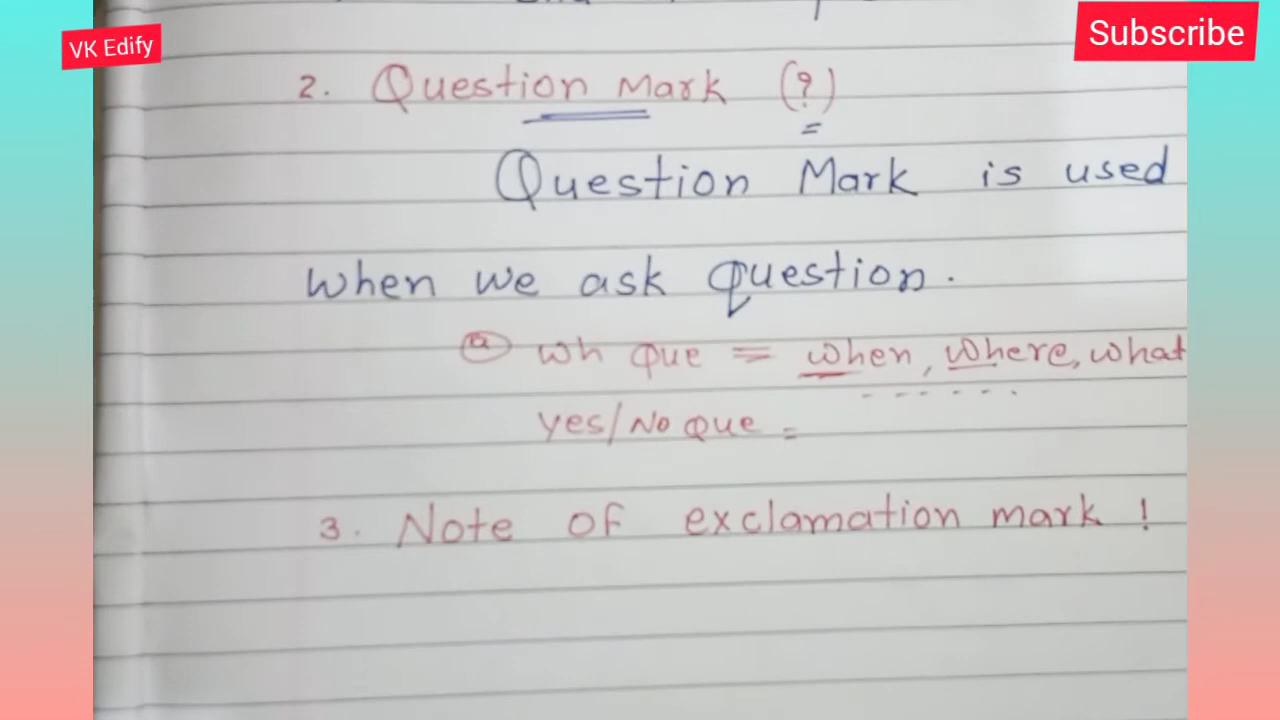 VK Edify
Subscribe
2. Question Mark (?)
Question Mark is used
when we ask question.
(a) Wh Que = when, where, what
Yes/No Que =
3. Note of exclamation mark !